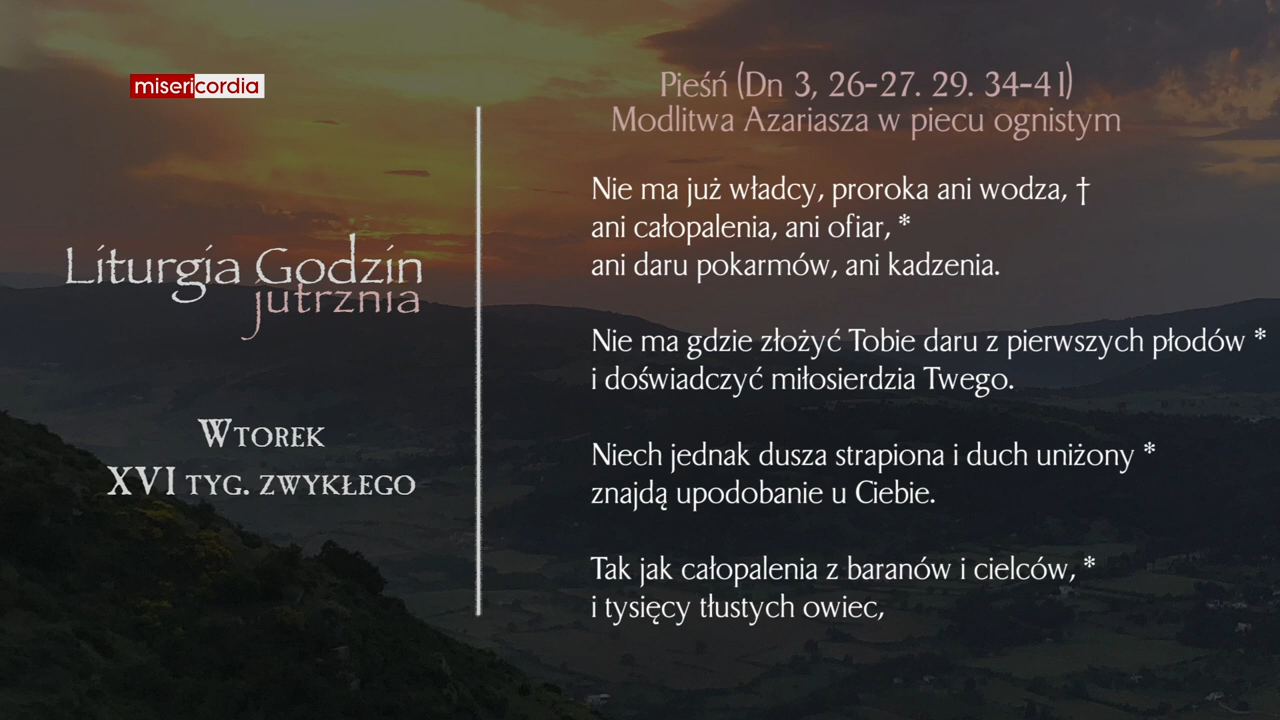 misericordia
Liturgia Godzin
jutrznia
Wtorek
XVI tyg. zwykłego
Pieśń (Dn 3, 26-27. 29. 34-41)
Modlitwa Azariasza w piecu ognistym
Nie ma już władcy, proroka ani wodza, †
ani całopalenia, ani ofiar, *
ani daru pokarmów, ani kadzenia.
Nie ma gdzie złożyć Tobie daru z pierwszych płodów *
i doświadczyć miłosierdzia Twego.
Niech jednak dusza strapiona i duch uniżony *
znajdą upodobanie u Ciebie.
Tak jak całopalenia z baranów i cielców, *
i tysięcy tłustych owiec,